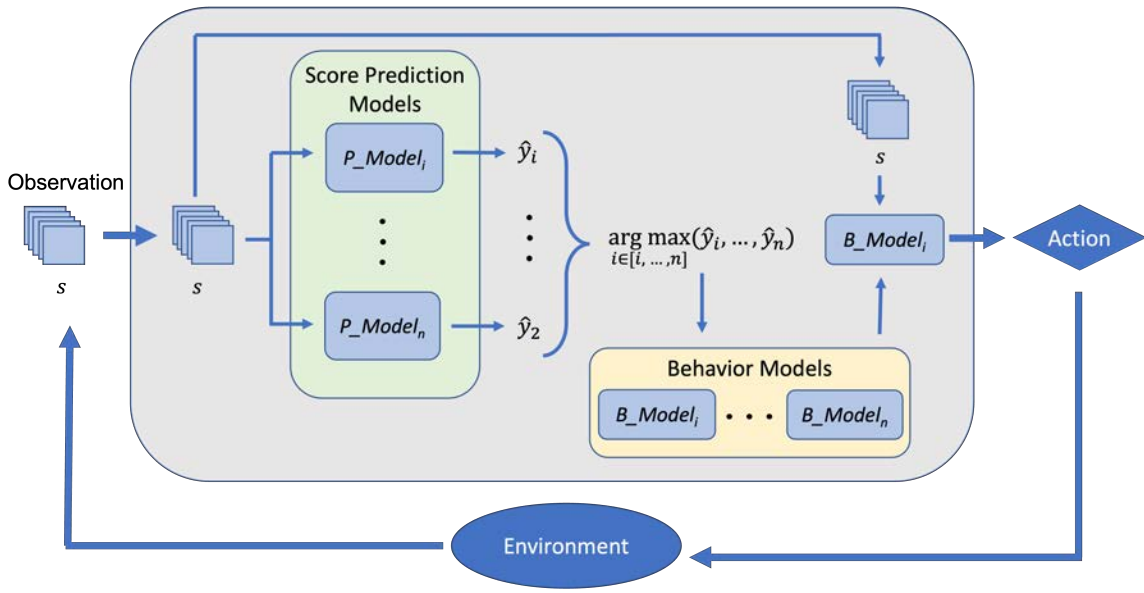 Observation
s
s
Score Prediction
Models
P_Modelᵢ
ŷᵢ
P_Modelₙ
ŷ₂
arg max(ŷᵢ, ..., ŷₙ)
i∈[i, ...,n]
Behavior Models
B_Modelᵢ
B_Modelₙ
s
B_Modelᵢ
Action
Environment